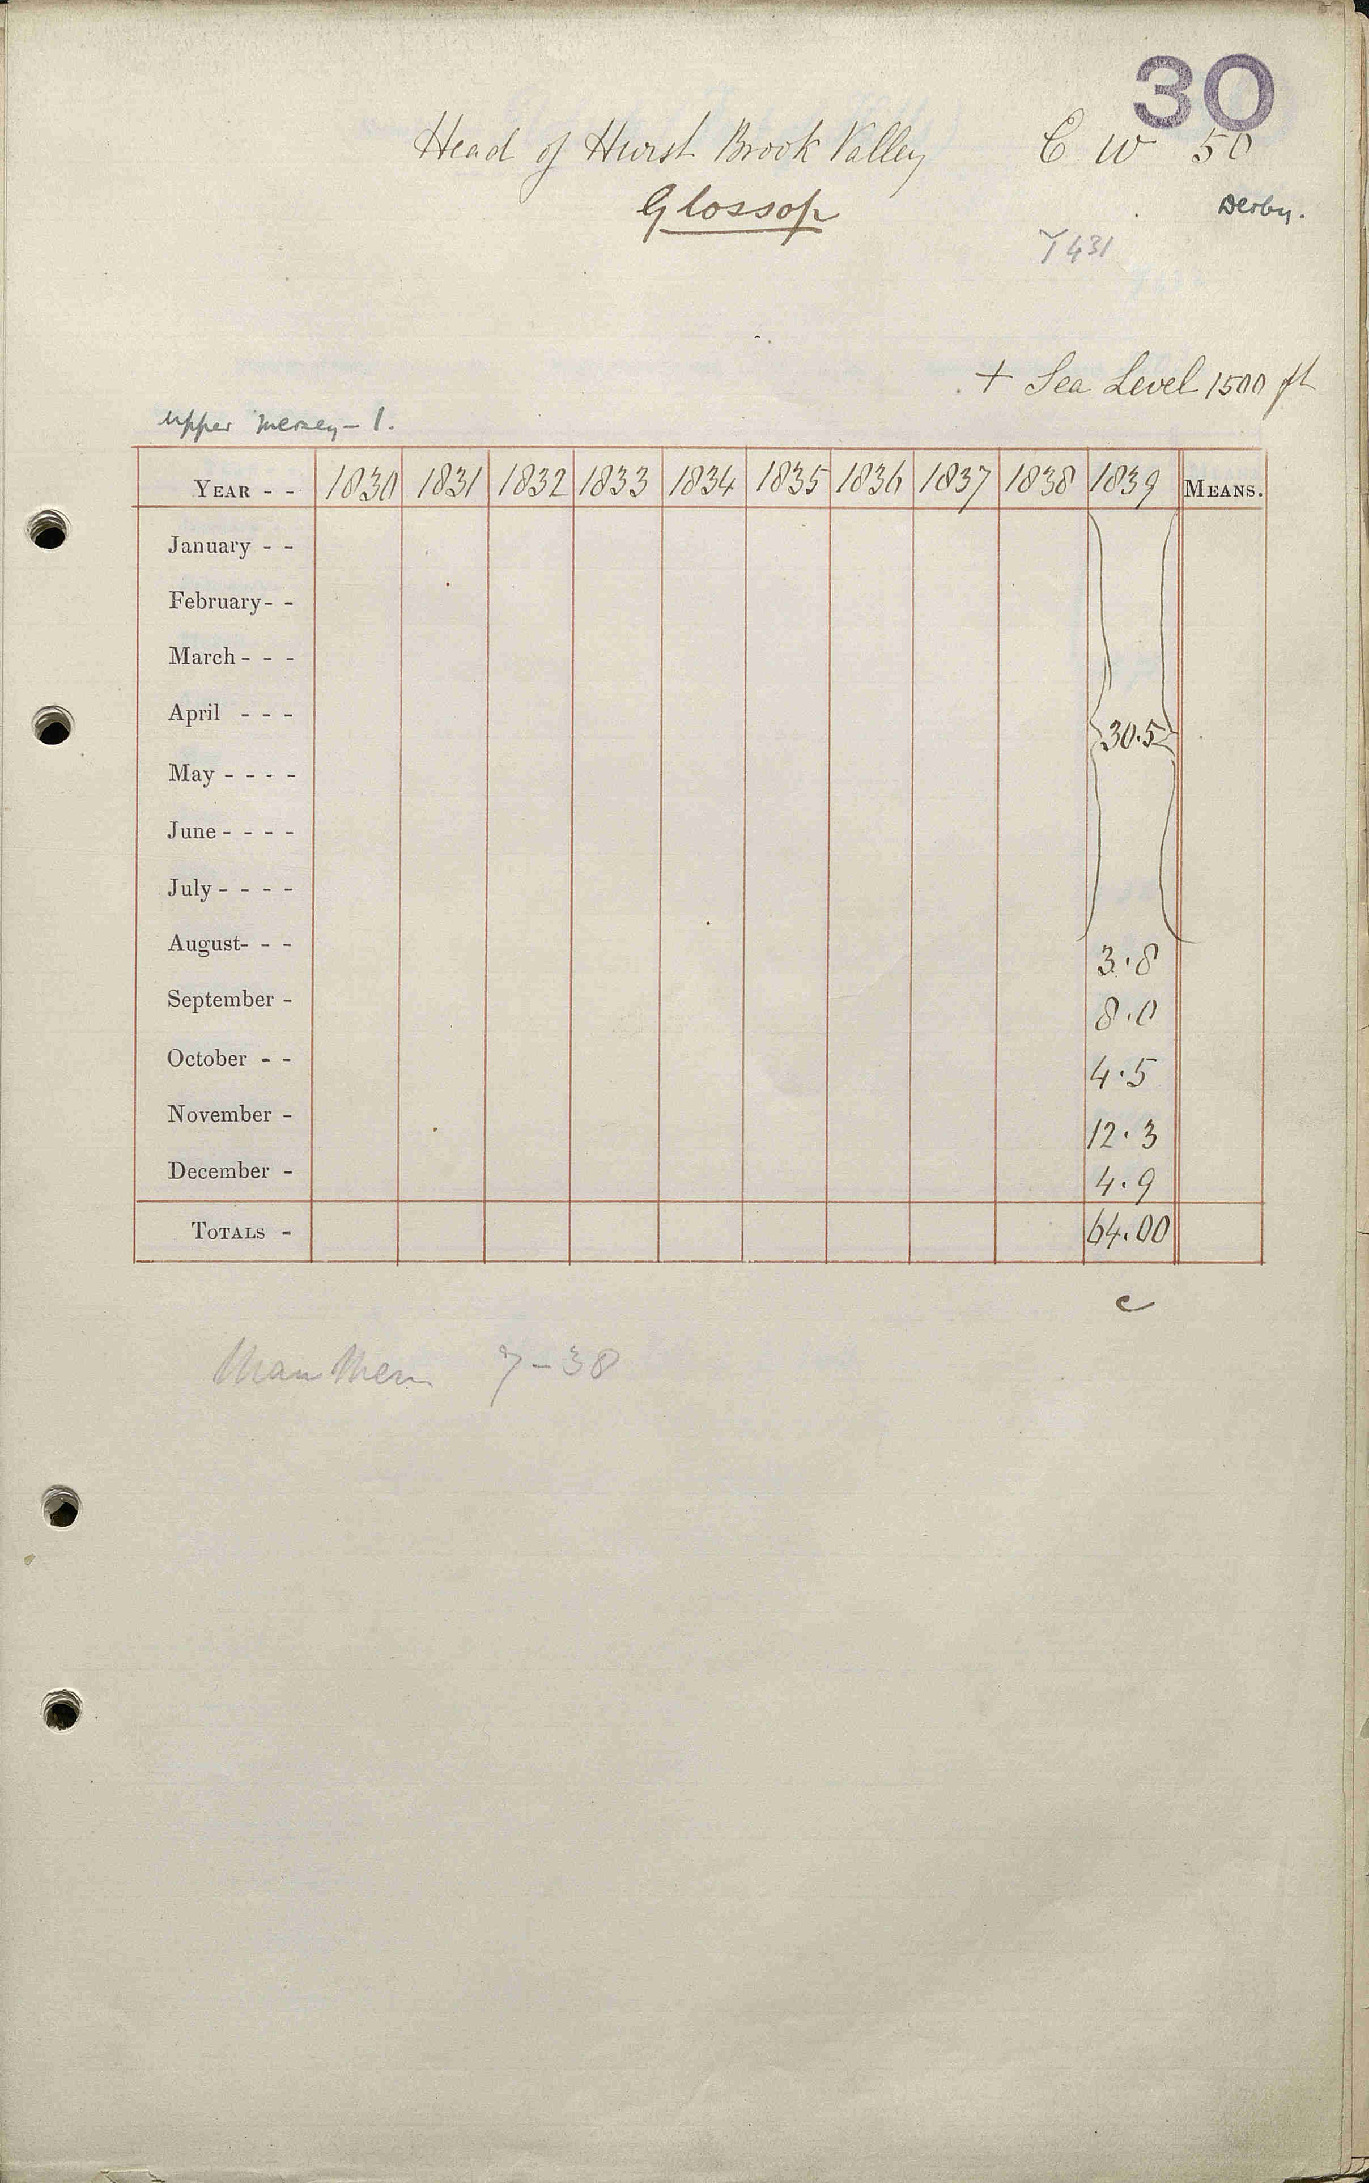 30
Head of Hurst Brook Valley C W 50
Glossop Derby.
T431
+ Sea Level 1500 ft
Upper Mersey - 1.
YEAR - - 1830 1831 1832 1833 1834 1835 1836 1837 1838 1839 MEANS.
January - -
February - -
March - - -
April - - - 30.5
May - - - -
June - - - -
July - - - -
August - - - 3.8
September - 8.0
October - - 4.5
November - 12.3
December - 4.9
TOTALS - 64.00
c
Man Mem 7-38